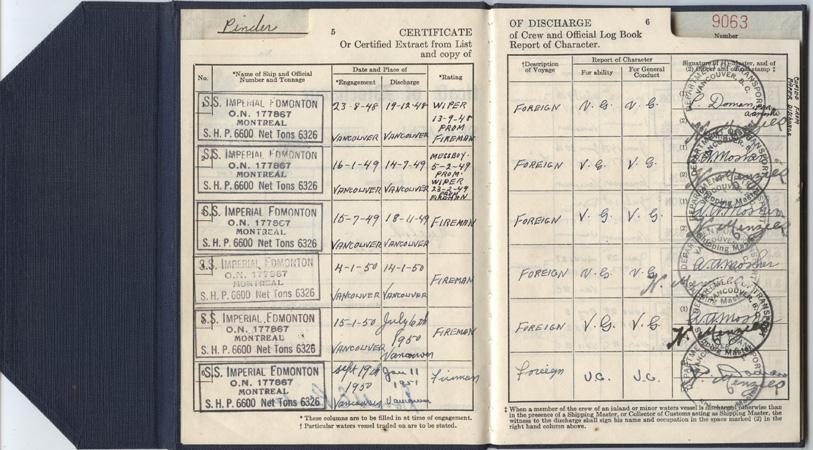 Pinder
5
CERTIFICATE
Or Certified Extract from List
and copy of
No.
*Name of Ship and Official
Number and Tonnage
Date and Place of
*Engagement
Discharge
*Rating
S.S. IMPERIAL EDMONTON
O.N. 177867
MONTREAL
S. H. P. 6600 Net Tons 6326
23-8-48
VANCOUVER
19-12-48
VANCOUVER
WIPER
13-9-48
PROM
FIREMAN
S.S. IMPERIAL EDMONTON
O.N. 177867
MONTREAL
S. H. P. 6600 Net Tons 6326
16-1-49
VANCOUVER
14-7-49
VANCOUVER
MESSBOY
5-2-49
PROM
WIPER
23-2-49
FIREMAN
S.S. IMPERIAL EDMONTON
O.N. 177867
MONTREAL
S. H. P. 6600 Net Tons 6326
15-7-49
VANCOUVER
18-11-49
VANCOUVER
FIREMAN
S.S. IMPERIAL EDMONTON
O.N. 177867
MONTREAL
S. H. P. 6600 Net Tons 6326
4-1-50
VANCOUVER
14-1-50
VANCOUVER
FIREMAN
S.S. IMPERIAL EDMONTON
O.N. 177867
MONTREAL
S. H. P. 6600 Net Tons 6326
15-1-50
VANCOUVER
July 6th
1950
Vancouver
FIREMAN
S.S. IMPERIAL EDMONTON
O.N. 177867
MONTREAL
S. H. P. 6600 Net Tons 6326
Sept 19th
1950
Vancouver
Jan 11
1951
Vancouver
Fireman
* These columns are to be filled in at time of engagement.
† Particular waters vessel traded on are to be stated.
OF DISCHARGE
6
9063
Number
of Crew and Official Log Book
Report of Character.
†Description
of Voyage
Report of Character
For ability
For General
Conduct
FOREIGN V. G. V. G.
FOREIGN V. G. V. G.
FOREIGN V. G. V. G.
FOREIGN V. G. V. G.
FOREIGN V. G. V. G.
Foreign V.G. V.G.
‡ When a member of the crew of an inland or minor waters vessel is discharged otherwise than
in the presence of a Shipping Master, or Collector of Customs acting as Shipping Master, the
witness to the discharge shall sign his name and occupation in the space marked (2) in the
right hand column above.